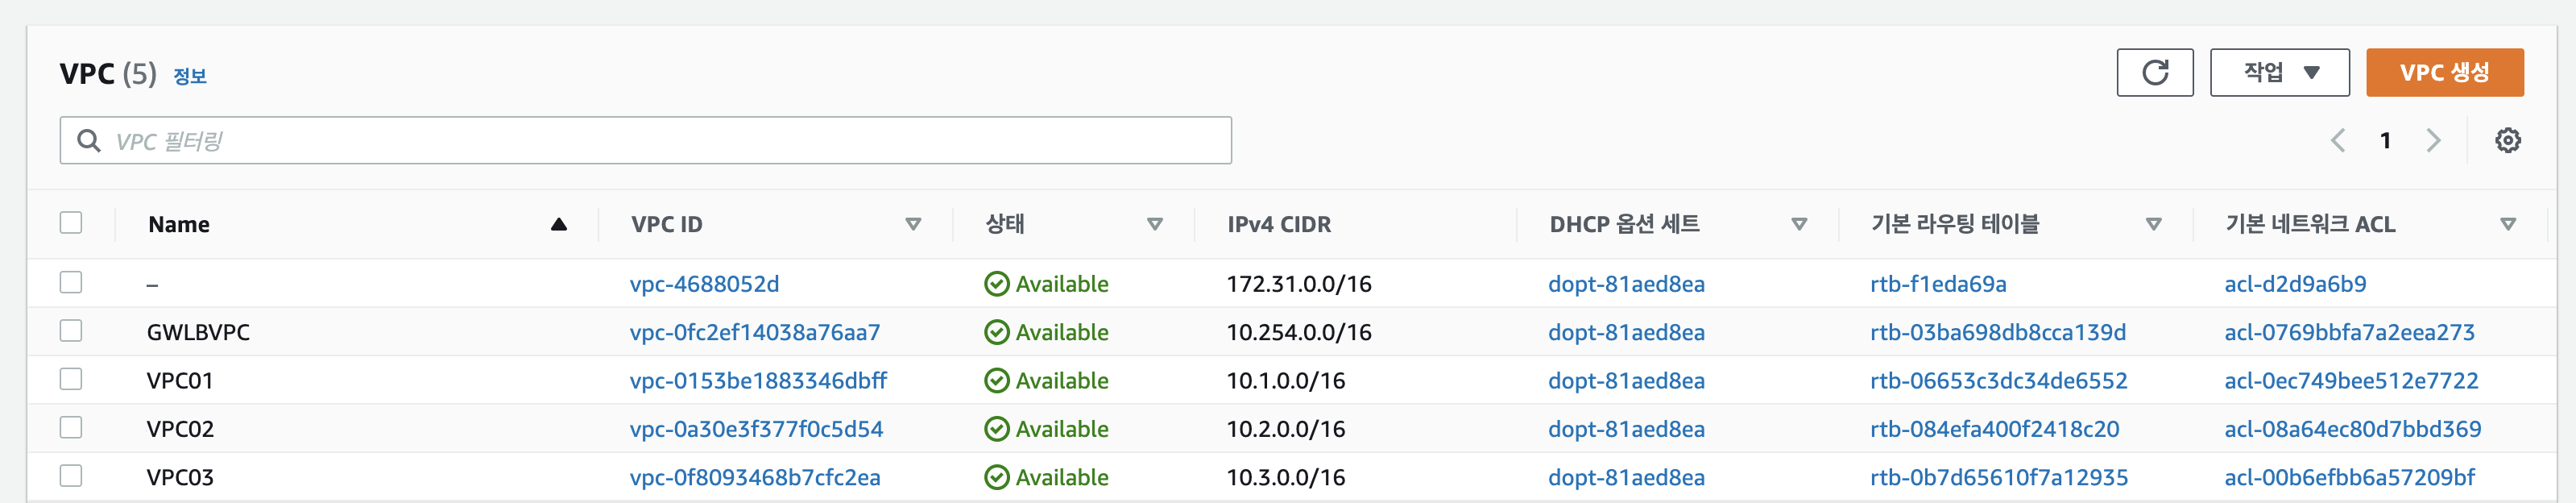 VPC (5) 정보
작업 ▼
VPC 생성
VPC 필터링
1
Name VPC ID 상태 IPv4 CIDR DHCP 옵션 세트 기본 라우팅 테이블 기본 네트워크 ACL
– vpc-4688052d Available 172.31.0.0/16 dopt-81aed8ea rtb-f1eda69a acl-d2d9a6b9
GWLBVPC vpc-0fc2ef14038a76aa7 Available 10.254.0.0/16 dopt-81aed8ea rtb-03ba698db8cca139d acl-0769bbfa7a2eea273
VPC01 vpc-0153be1883346dbff Available 10.1.0.0/16 dopt-81aed8ea rtb-06653c3dc34de6552 acl-0ec749bee512e7722
VPC02 vpc-0a30e3f377f0c5d54 Available 10.2.0.0/16 dopt-81aed8ea rtb-084efa400f2418c20 acl-08a64ec80d7bbd369
VPC03 vpc-0f8093468b7cfc2ea Available 10.3.0.0/16 dopt-81aed8ea rtb-0b7d65610f7a12935 acl-00b6efbb6a57209bf